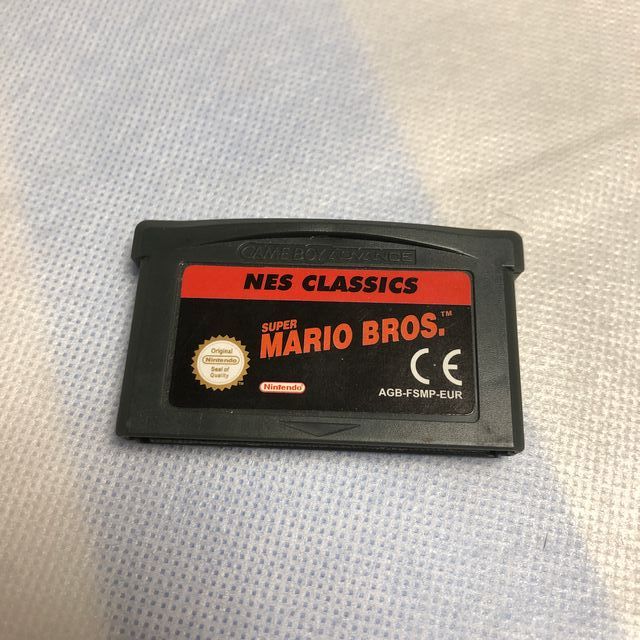 GAME BOY ADVANCE
NES CLASSICS
SUPER
MARIO BROS.™
Original
Nintendo
Seal of
Quality
TM
Nintendo
CE
AGB-FSMP-EUR